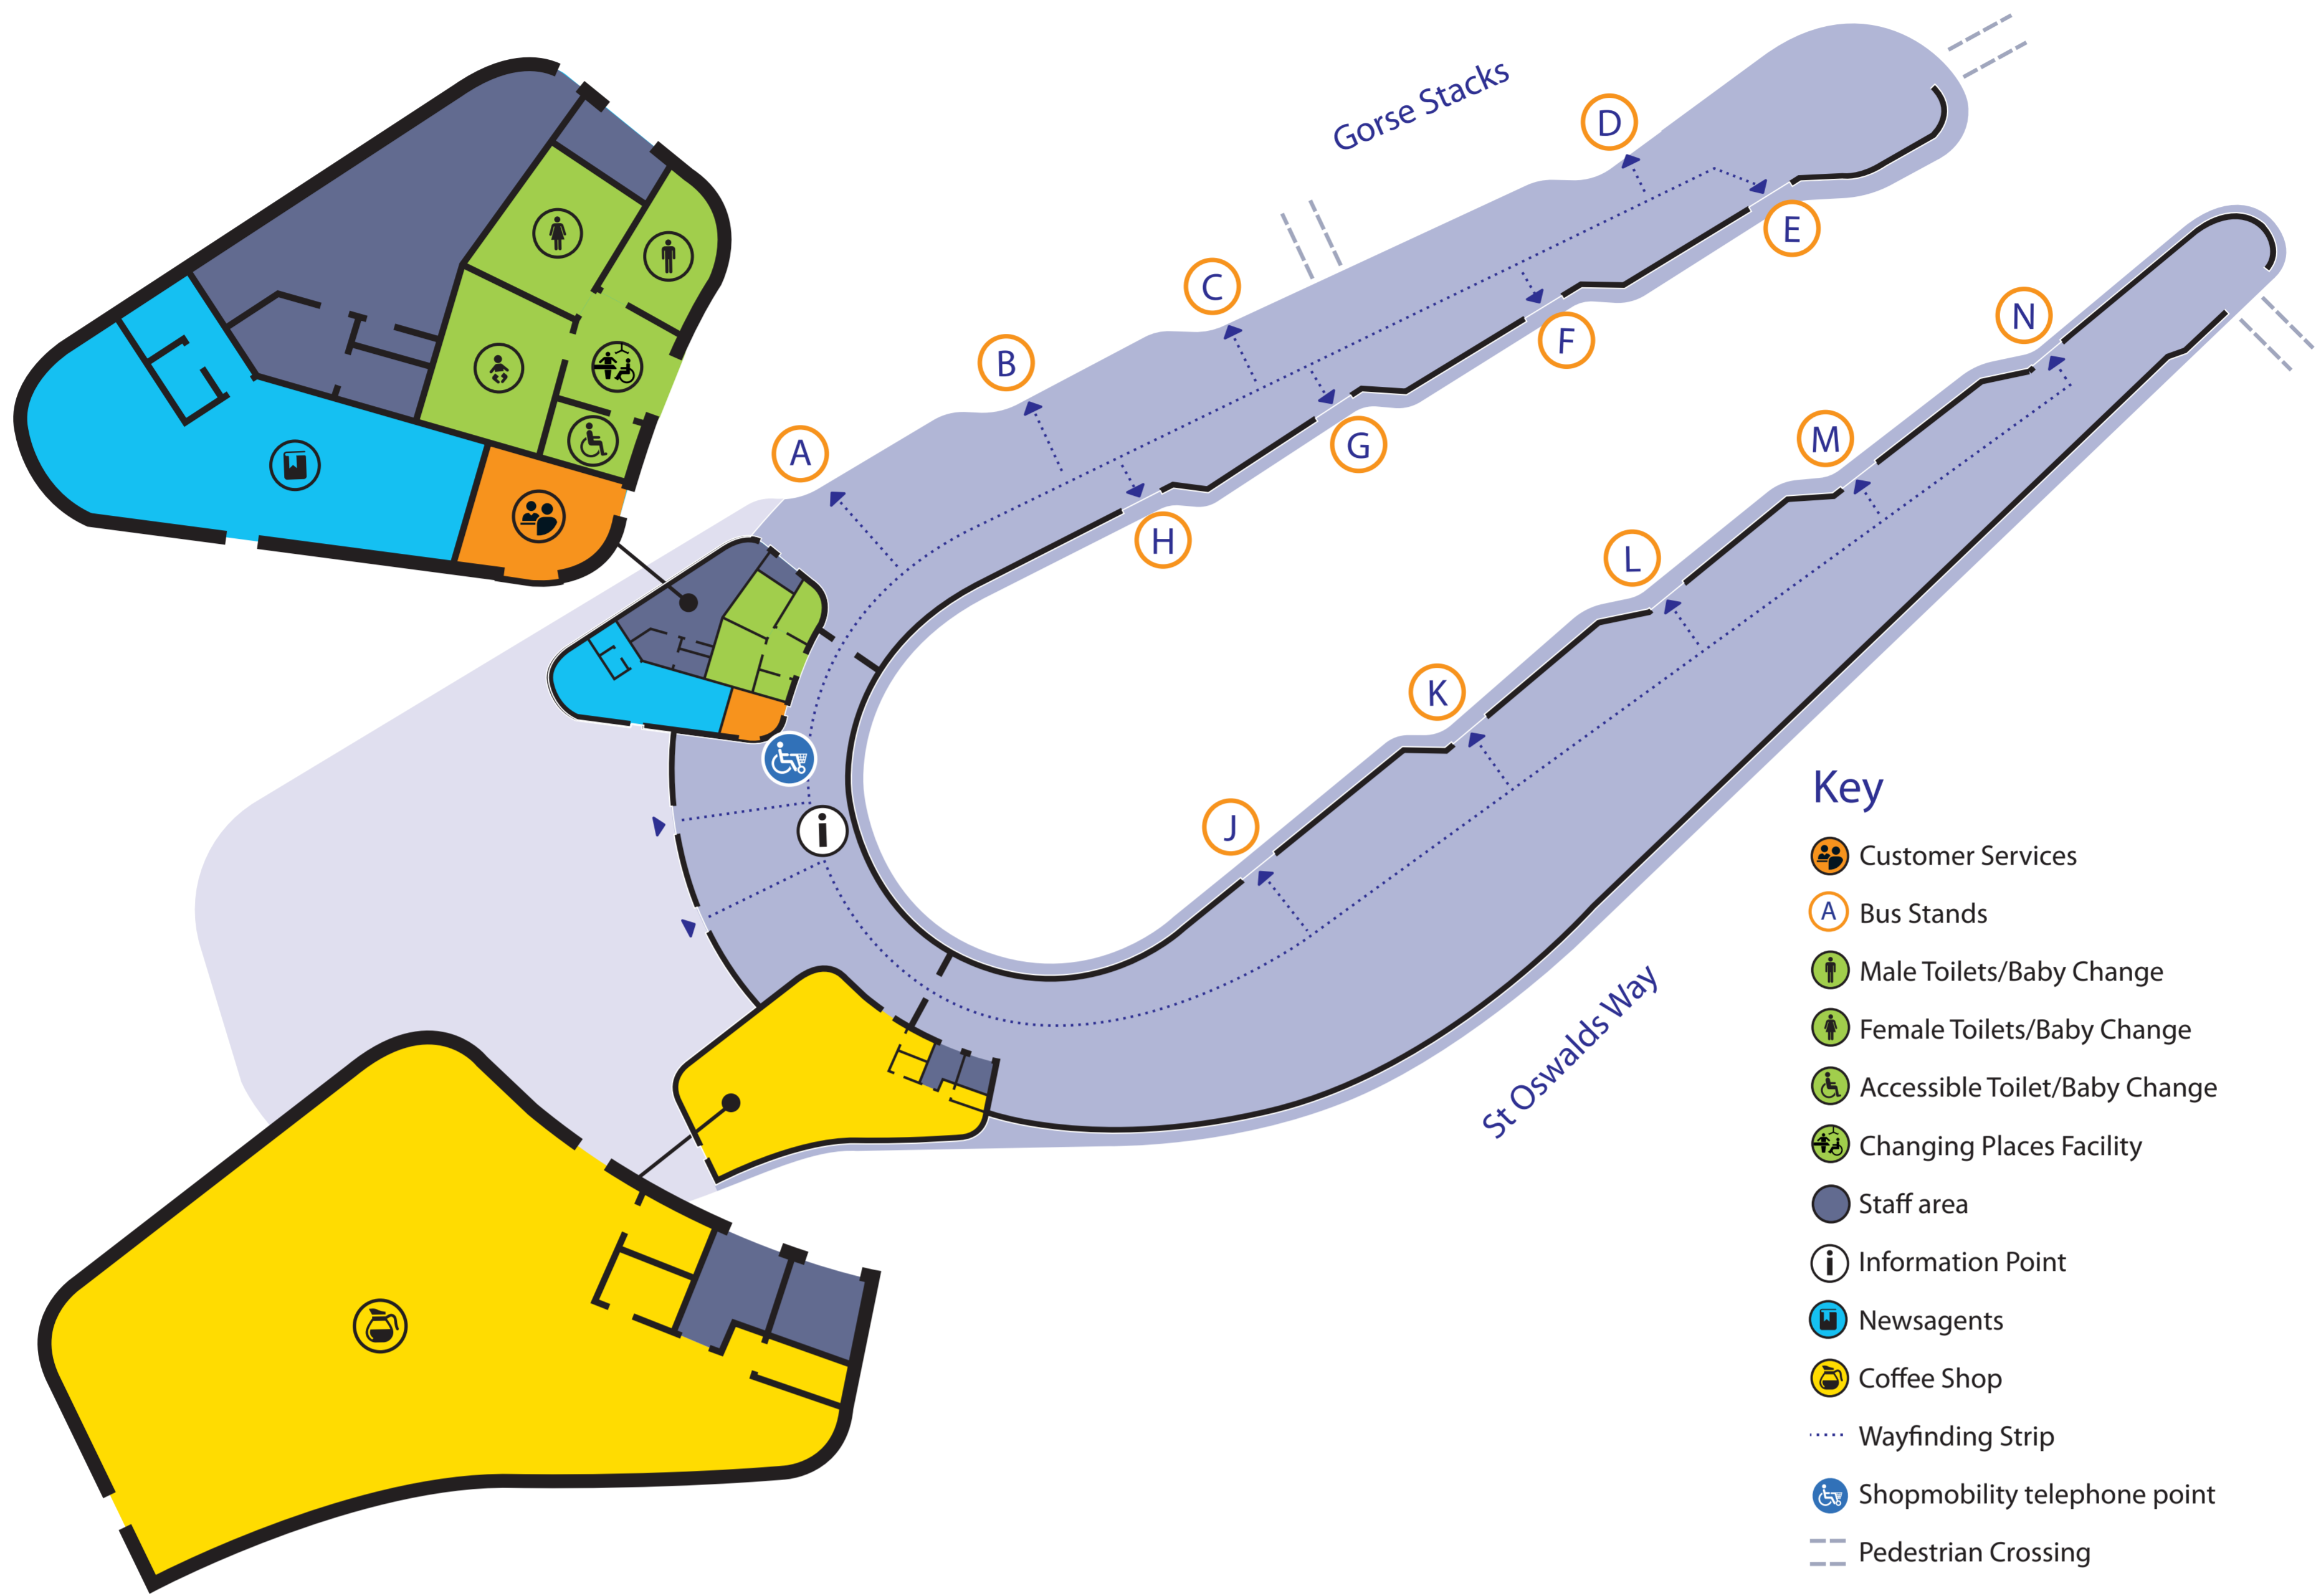 Gorse Stacks
D
E
C
N
B
F
M
G
A
H
L
K
J
i
St Oswalds Way
Key
Customer Services
A Bus Stands
Male Toilets/Baby Change
Female Toilets/Baby Change
Accessible Toilet/Baby Change
Changing Places Facility
Staff area
i Information Point
Newsagents
Coffee Shop
Wayfinding Strip
Shopmobility telephone point
Pedestrian Crossing